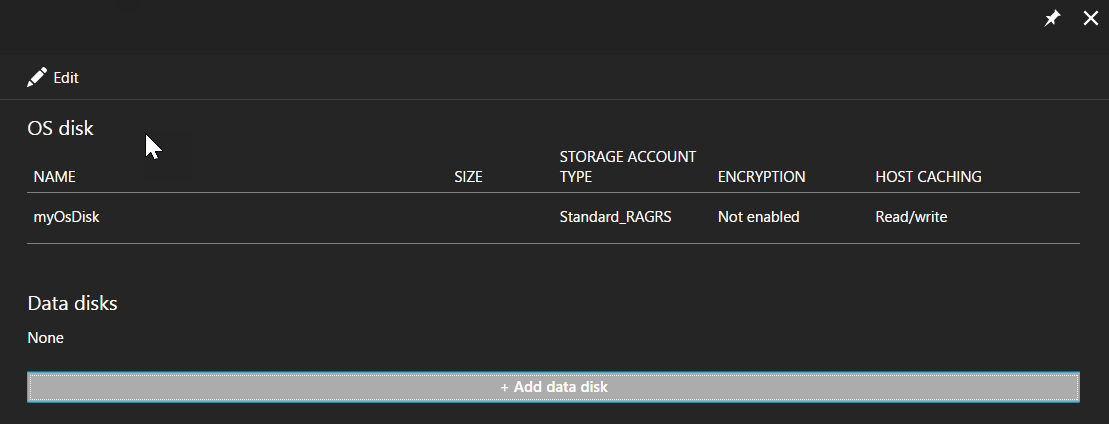 Edit
OS disk
NAME SIZE STORAGE ACCOUNT TYPE ENCRYPTION HOST CACHING
myOsDisk Standard_RAGRS Not enabled Read/write
Data disks
None
+ Add data disk